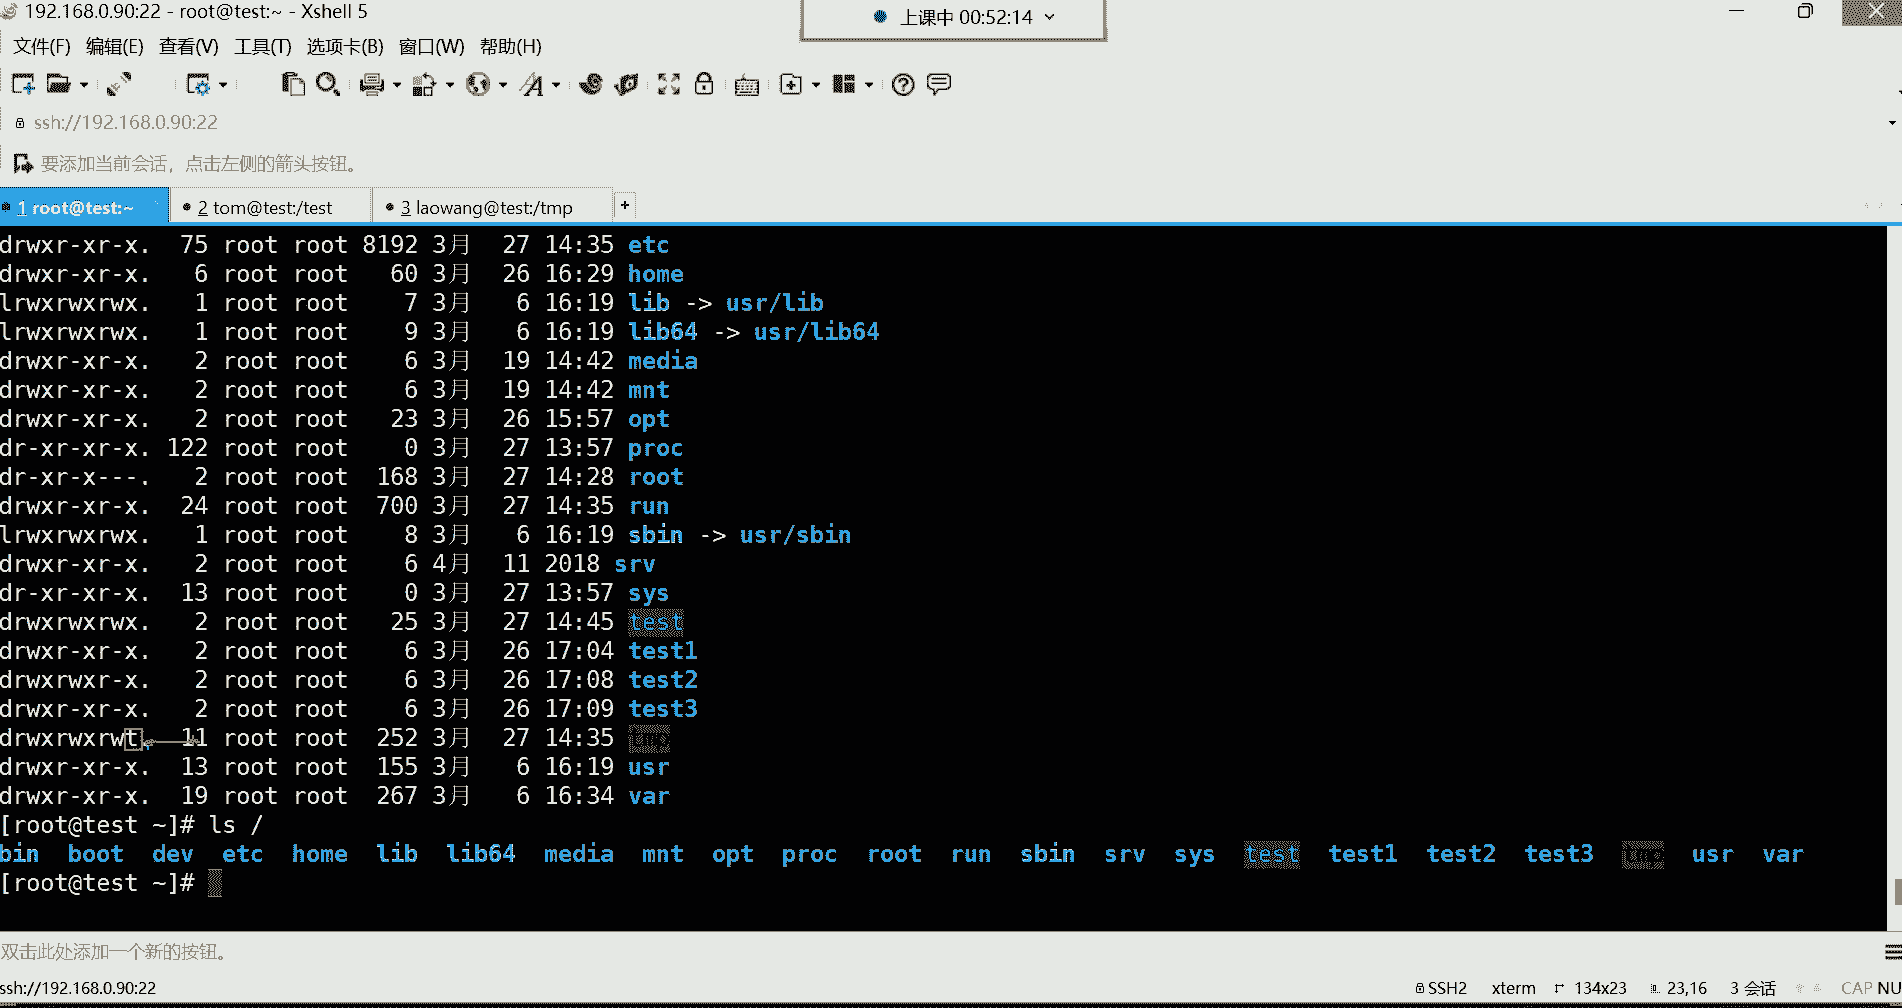 192.168.0.90:22 - root@test:~ - Xshell 5
上课中 00:52:14
文件(F) 编辑(E) 查看(V) 工具(T) 选项卡(B) 窗口(W) 帮助(H)
ssh://192.168.0.90:22
要添加当前会话，点击左侧的箭头按钮。
1 root@test:~ 2 tom@test:/test 3 laowang@test:/tmp +
drwxr-xr-x. 75 root root 8192 3月 27 14:35 etc
drwxr-xr-x. 6 root root 60 3月 26 16:29 home
lrwxrwxrwx. 1 root root 7 3月 6 16:19 lib -> usr/lib
lrwxrwxrwx. 1 root root 9 3月 6 16:19 lib64 -> usr/lib64
drwxr-xr-x. 2 root root 6 3月 19 14:42 media
drwxr-xr-x. 2 root root 6 3月 19 14:42 mnt
drwxr-xr-x. 2 root root 23 3月 26 15:57 opt
dr-xr-xr-x. 122 root root 0 3月 27 13:57 proc
dr-xr-x---. 2 root root 168 3月 27 14:28 root
drwxr-xr-x. 24 root root 700 3月 27 14:35 run
lrwxrwxrwx. 1 root root 8 3月 6 16:19 sbin -> usr/sbin
drwxr-xr-x. 2 root root 6 4月 11 2018 srv
dr-xr-xr-x. 13 root root 0 3月 27 13:57 sys
drwxrwxrwx. 2 root root 25 3月 27 14:45 test
drwxr-xr-x. 2 root root 6 3月 26 17:04 test1
drwxrwxr-x. 2 root root 6 3月 26 17:08 test2
drwxr-xr-x. 2 root root 6 3月 26 17:09 test3
drwxrwxrwt. 11 root root 252 3月 27 14:35 tmp
drwxr-xr-x. 13 root root 155 3月 6 16:19 usr
drwxr-xr-x. 19 root root 267 3月 6 16:34 var
[root@test ~]# ls /
bin boot dev etc home lib lib64 media mnt opt proc root run sbin srv sys test test1 test2 test3 tmp usr var
[root@test ~]#
双击此处添加一个新的按钮。
ssh://192.168.0.90:22 SSH2 xterm 134x23 23,16 3 会话 CAP NU